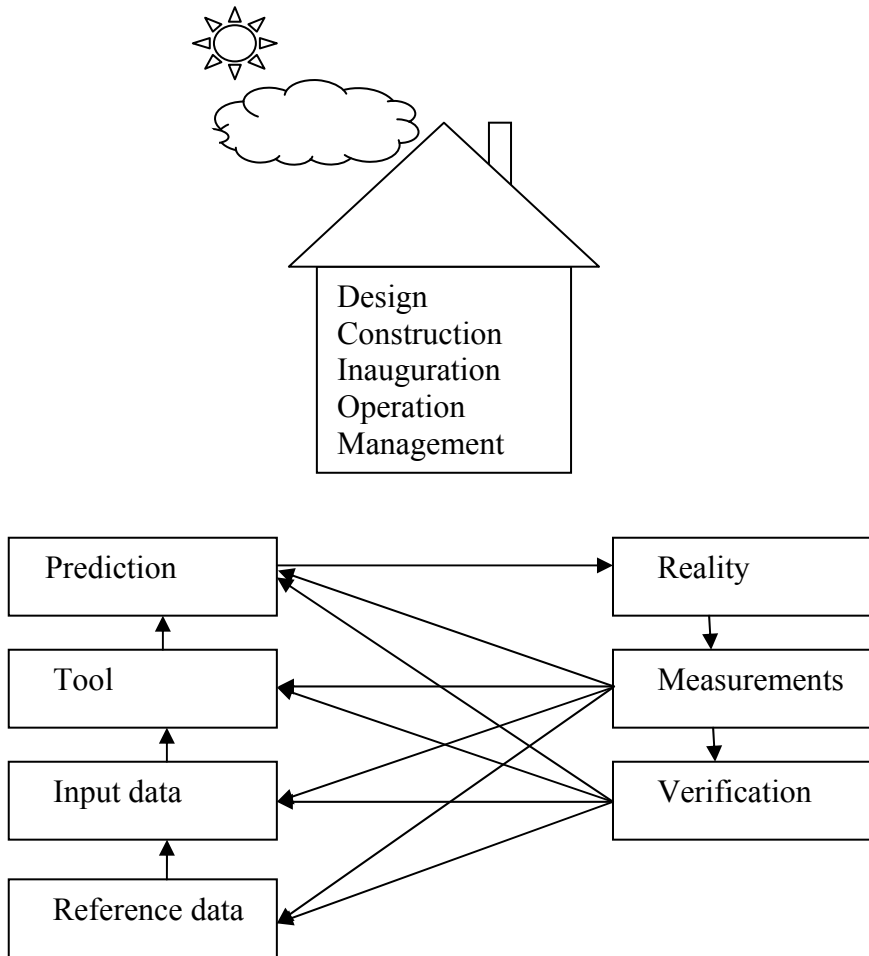 Design
Construction
Inauguration
Operation
Management
Prediction
Reality
Tool
Measurements
Input data
Verification
Reference data